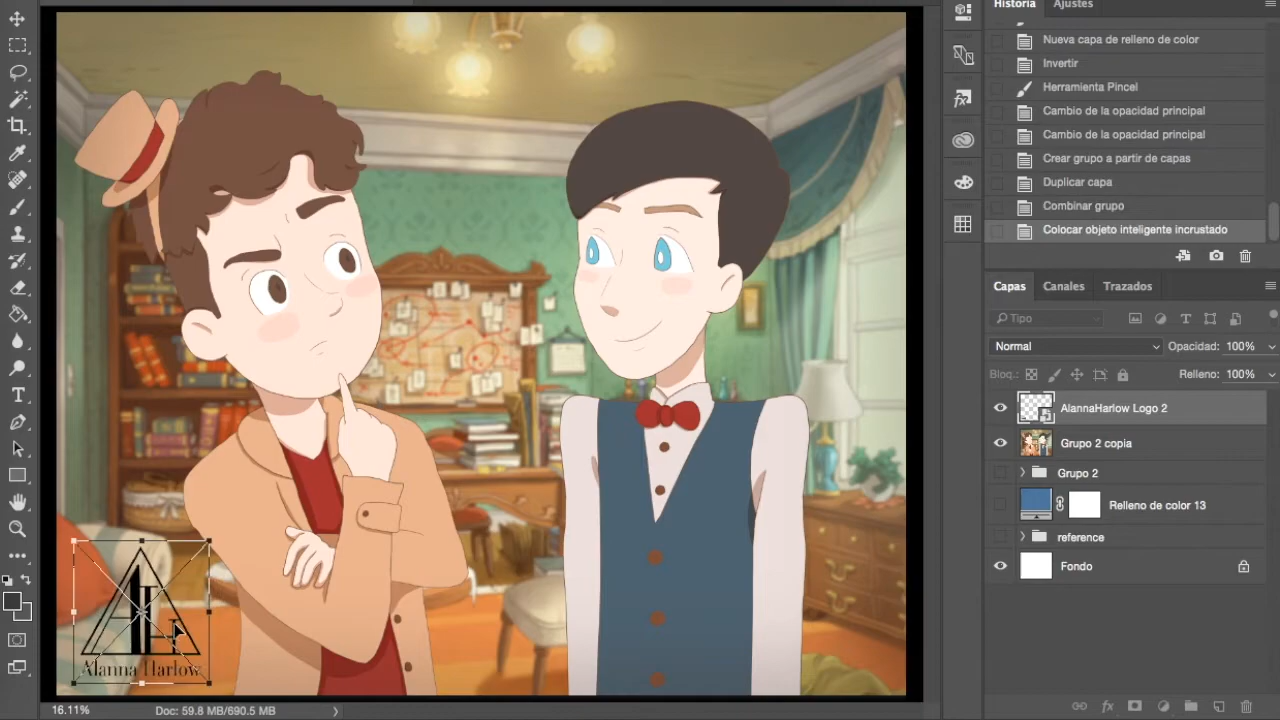 Historia Ajustes
Nueva capa de relleno de color
Invertir
Herramienta Pincel
Cambio de la opacidad principal
Cambio de la opacidad principal
Crear grupo a partir de capas
Duplicar capa
Combinar grupo
Colocar objeto inteligente incrustado
Capas Canales Trazados
Tipo
Normal Opacidad: 100%
Bloq.: Relleno: 100%
AlannaHarlow Logo 2
Grupo 2 copia
Grupo 2
Relleno de color 13
reference
Fondo
Alanna Harlow
16.11% Doc: 59.8 MB/690.5 MB